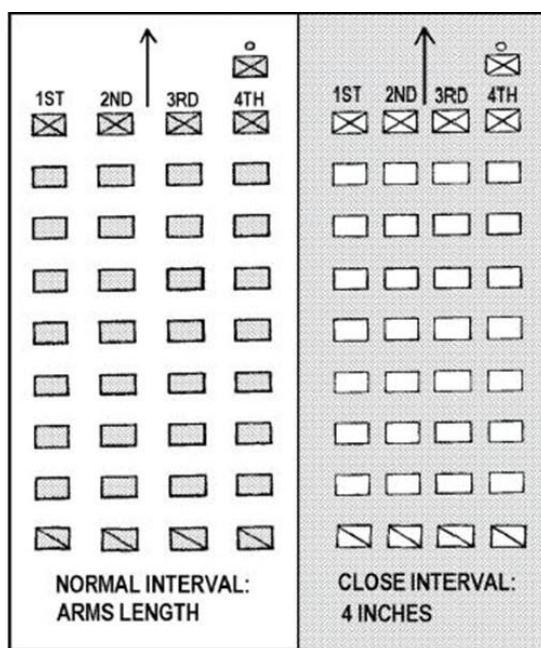 1ST 2ND 3RD 4TH
NORMAL INTERVAL:
ARMS LENGTH
1ST 2ND 3RD 4TH
CLOSE INTERVAL:
4 INCHES